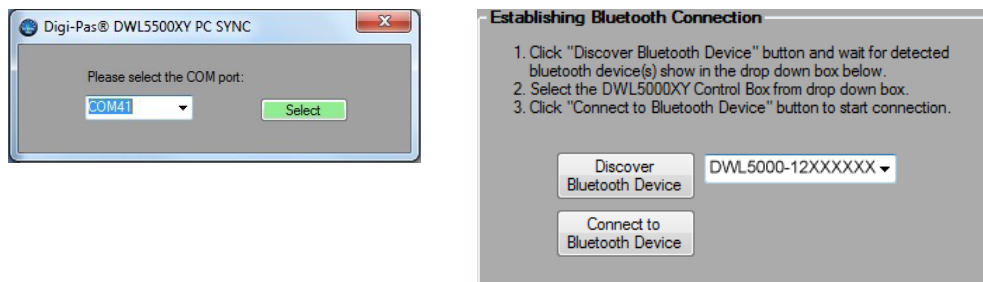 Digi-Pas® DWL5500XY PC SYNC
Please select the COM port:
COM41
Select
Establishing Bluetooth Connection
1. Click "Discover Bluetooth Device" button and wait for detected
bluetooth device(s) show in the drop down box below.
2. Select the DWL5000XY Control Box from drop down box.
3. Click "Connect to Bluetooth Device" button to start connection.
Discover
Bluetooth Device
DWL5000-12XXXXXX
Connect to
Bluetooth Device